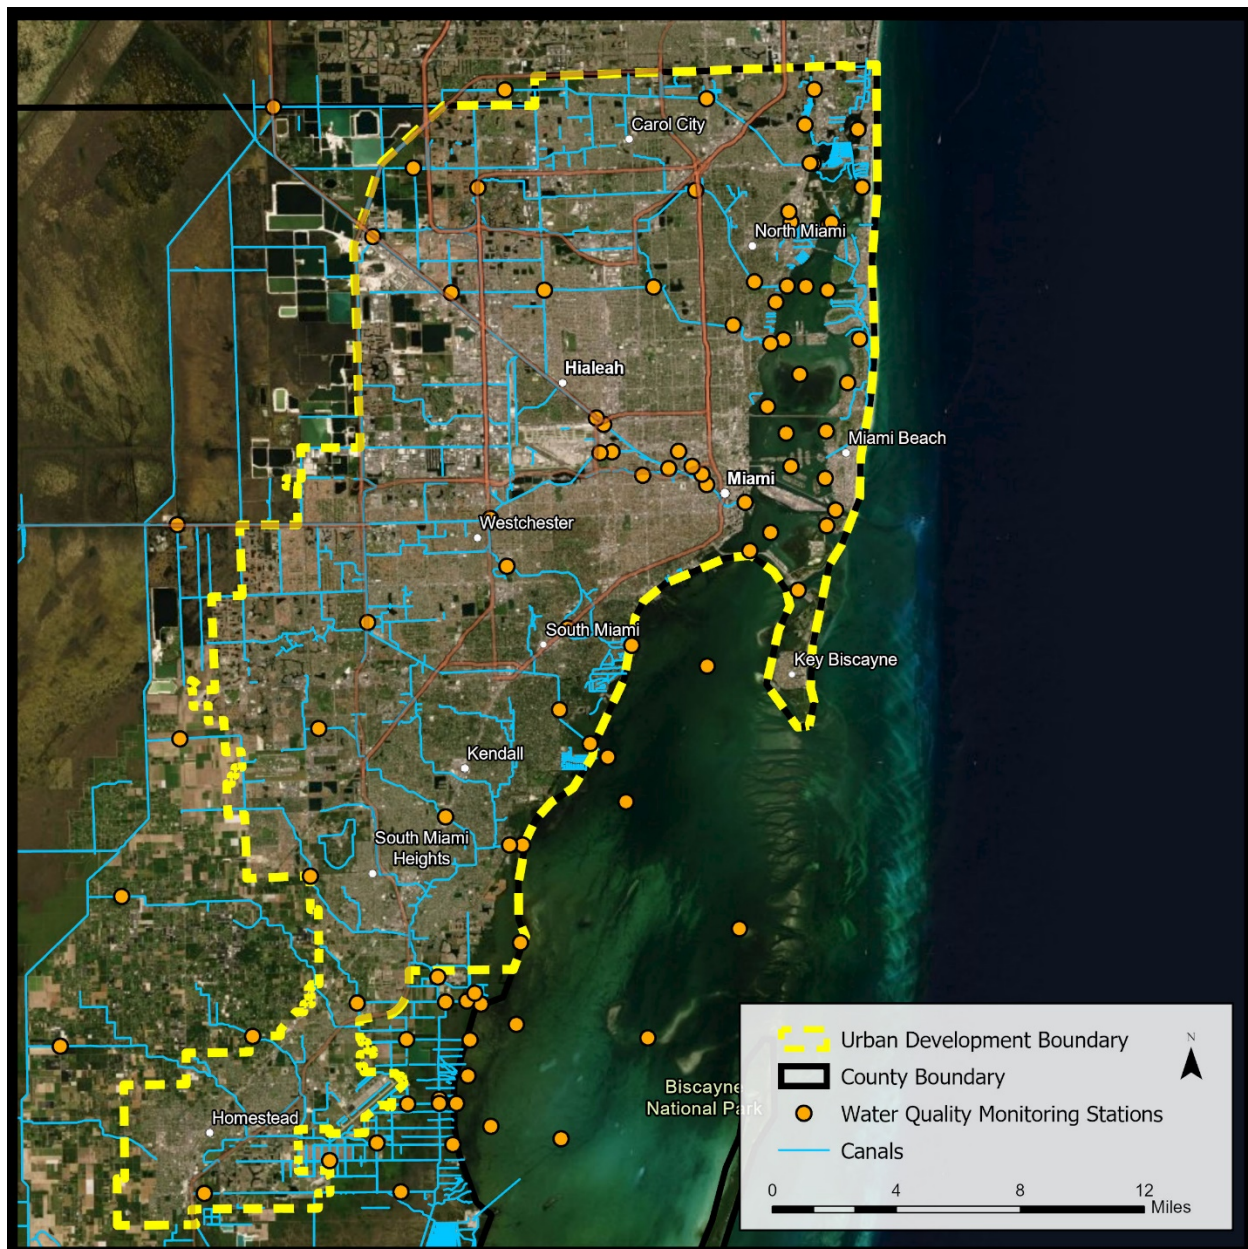 Carol City
North Miami
Hialeah
Miami Beach
Miami
Westchester
South Miami
Key Biscayne
Kendall
South Miami
Heights
Homestead
Biscayne
National Park
N
Urban Development Boundary
County Boundary
Water Quality Monitoring Stations
Canals
0 4 8 12
Miles